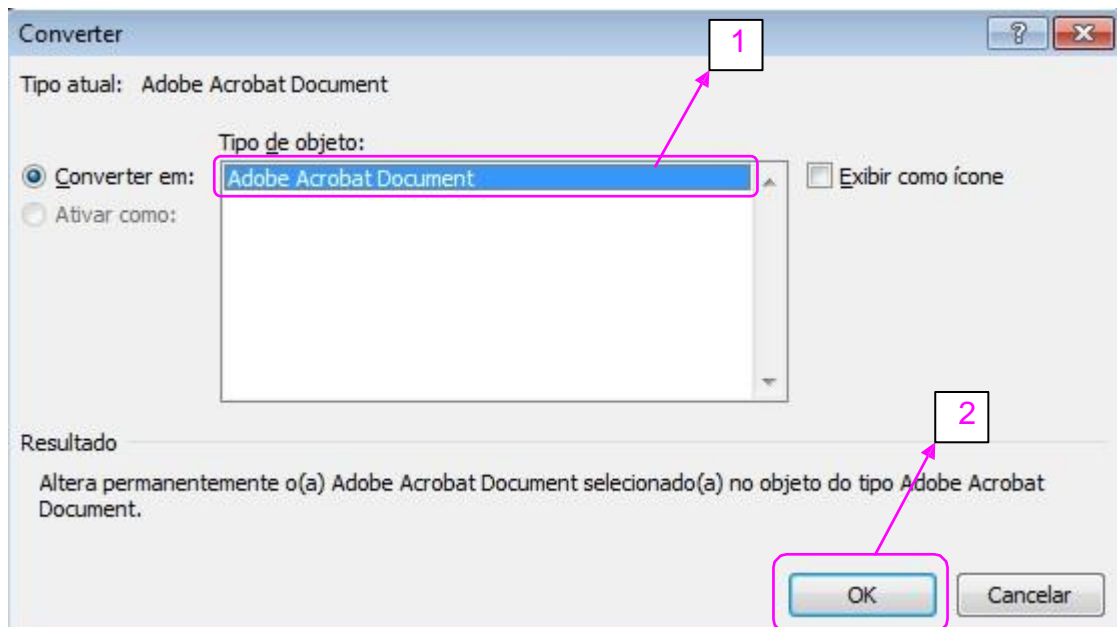 Converter
1
Tipo atual: Adobe Acrobat Document
Tipo de objeto:
Converter em:
Adobe Acrobat Document
Exibir como ícone
Ativar como:
2
Resultado
Altera permanentemente o(a) Adobe Acrobat Document selecionado(a) no objeto do tipo Adobe Acrobat
Document.
OK
Cancelar